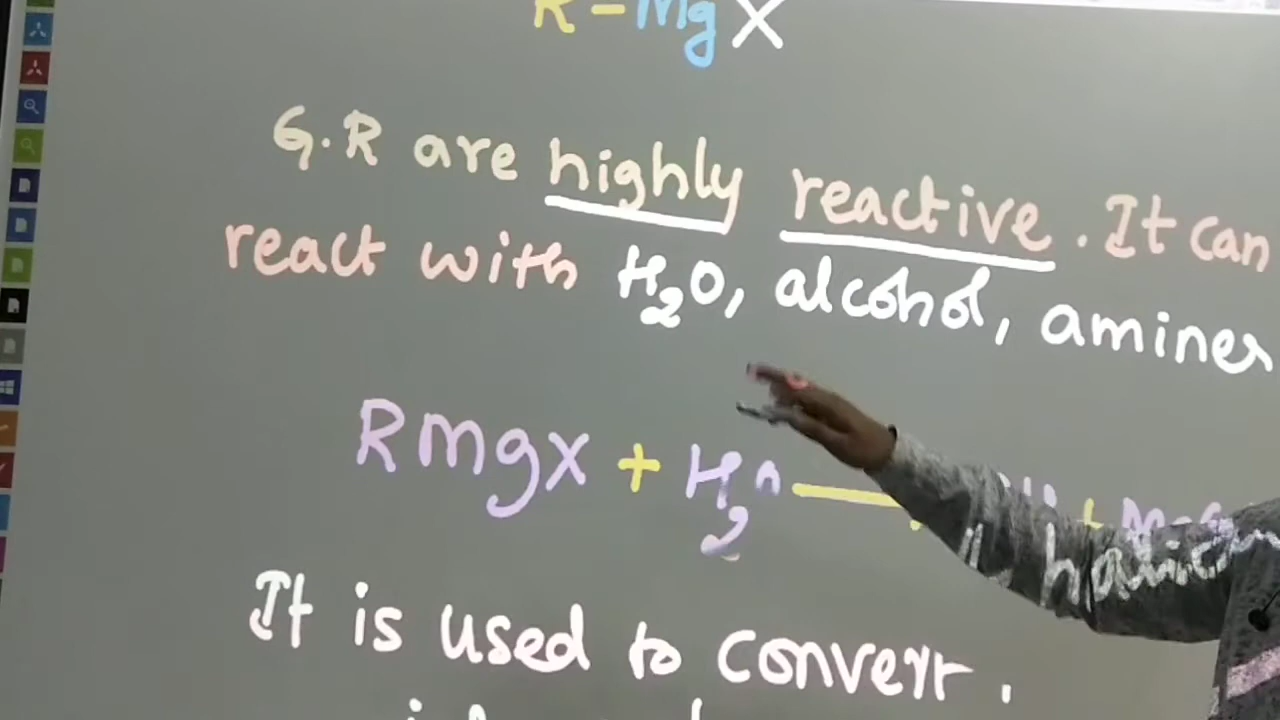 R-MgX
G.R are highly reactive. It can
react with H2O, alcohol, amines
RMgX + H2O
It is used to convert.